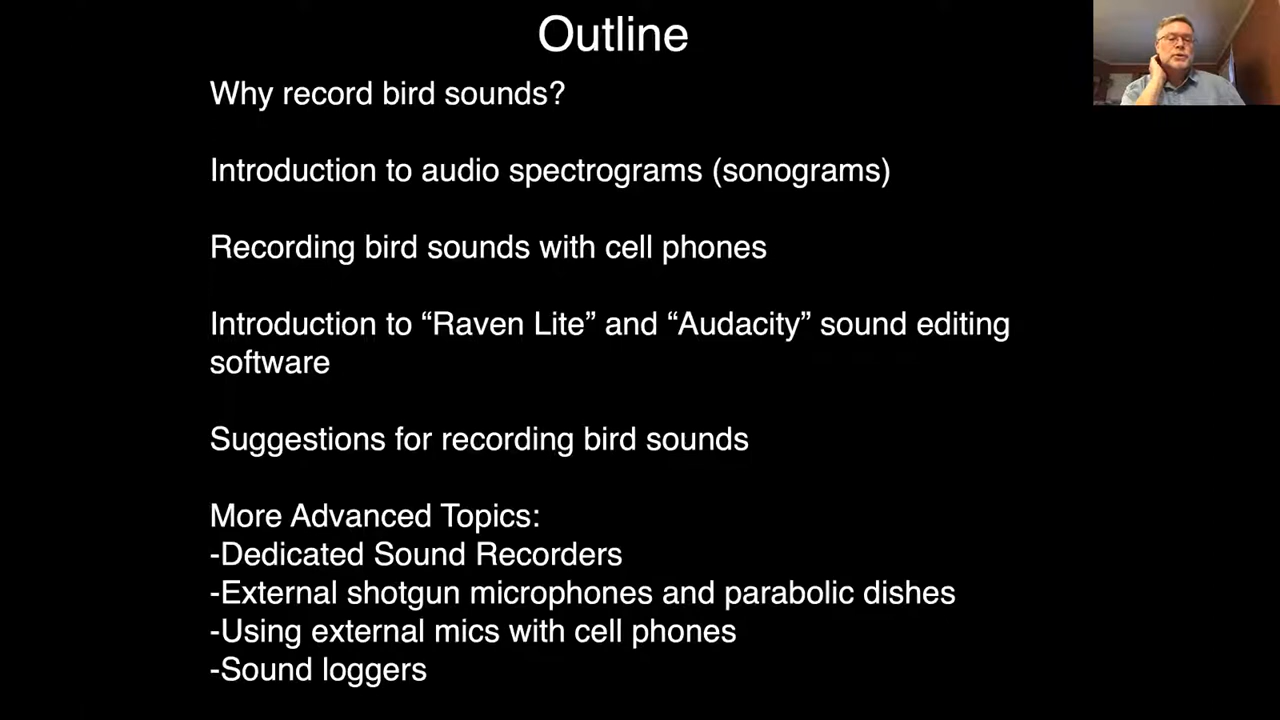 Outline
Why record bird sounds?
Introduction to audio spectrograms (sonograms)
Recording bird sounds with cell phones
Introduction to “Raven Lite” and “Audacity” sound editing
software
Suggestions for recording bird sounds
More Advanced Topics:
-Dedicated Sound Recorders
-External shotgun microphones and parabolic dishes
-Using external mics with cell phones
-Sound loggers